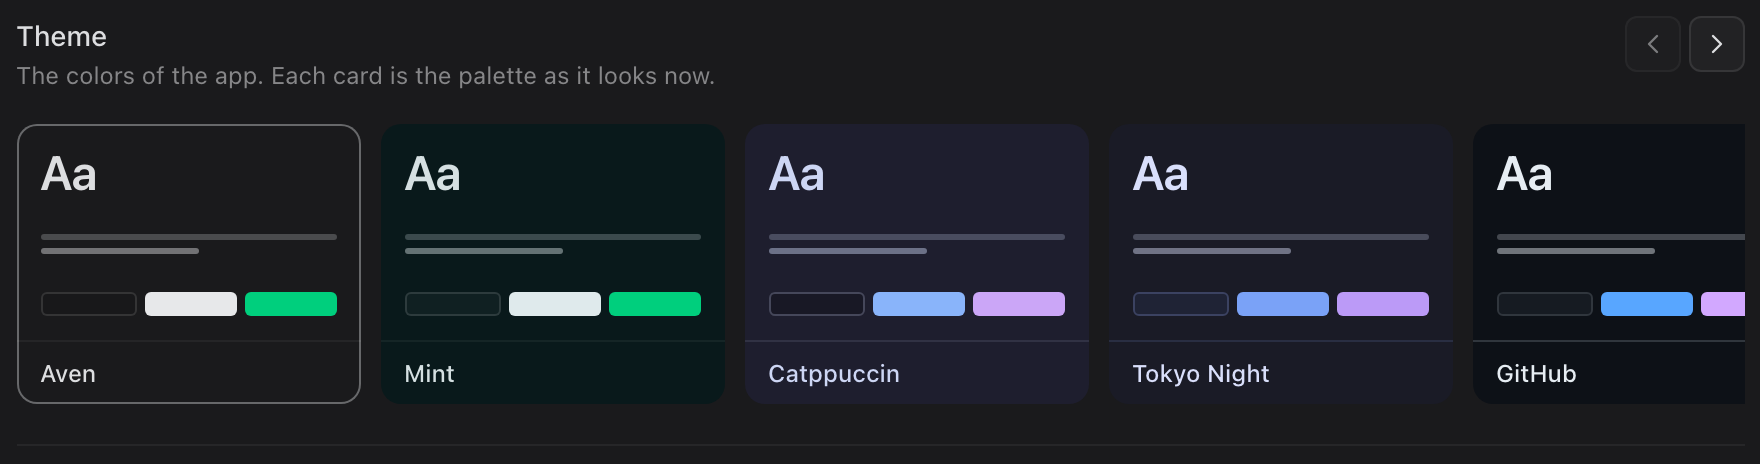 Theme
The colors of the app. Each card is the palette as it looks now.
Aa
Aa
Aa
Aa
Aa
Aven
Mint
Catppuccin
Tokyo Night
GitHub